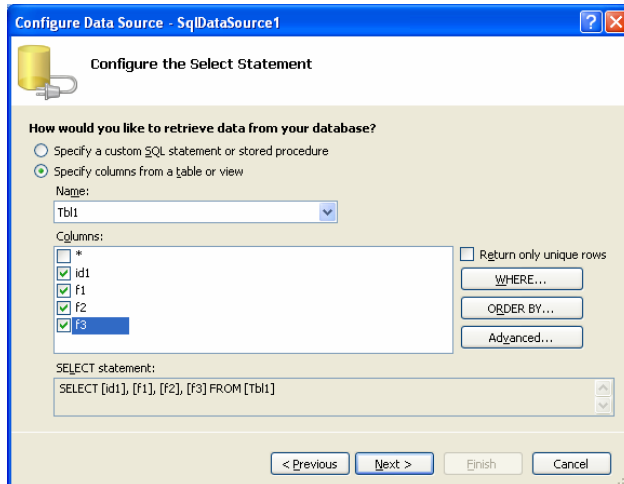 Configure Data Source - SqlDataSource1
Configure the Select Statement
How would you like to retrieve data from your database?
Specify a custom SQL statement or stored procedure
Specify columns from a table or view
Name:
Tbl1
Columns:
*
id1
f1
f2
f3
Return only unique rows
WHERE...
ORDER BY...
Advanced...
SELECT statement:
SELECT [id1], [f1], [f2], [f3] FROM [Tbl1]
< Previous Next > Finish Cancel